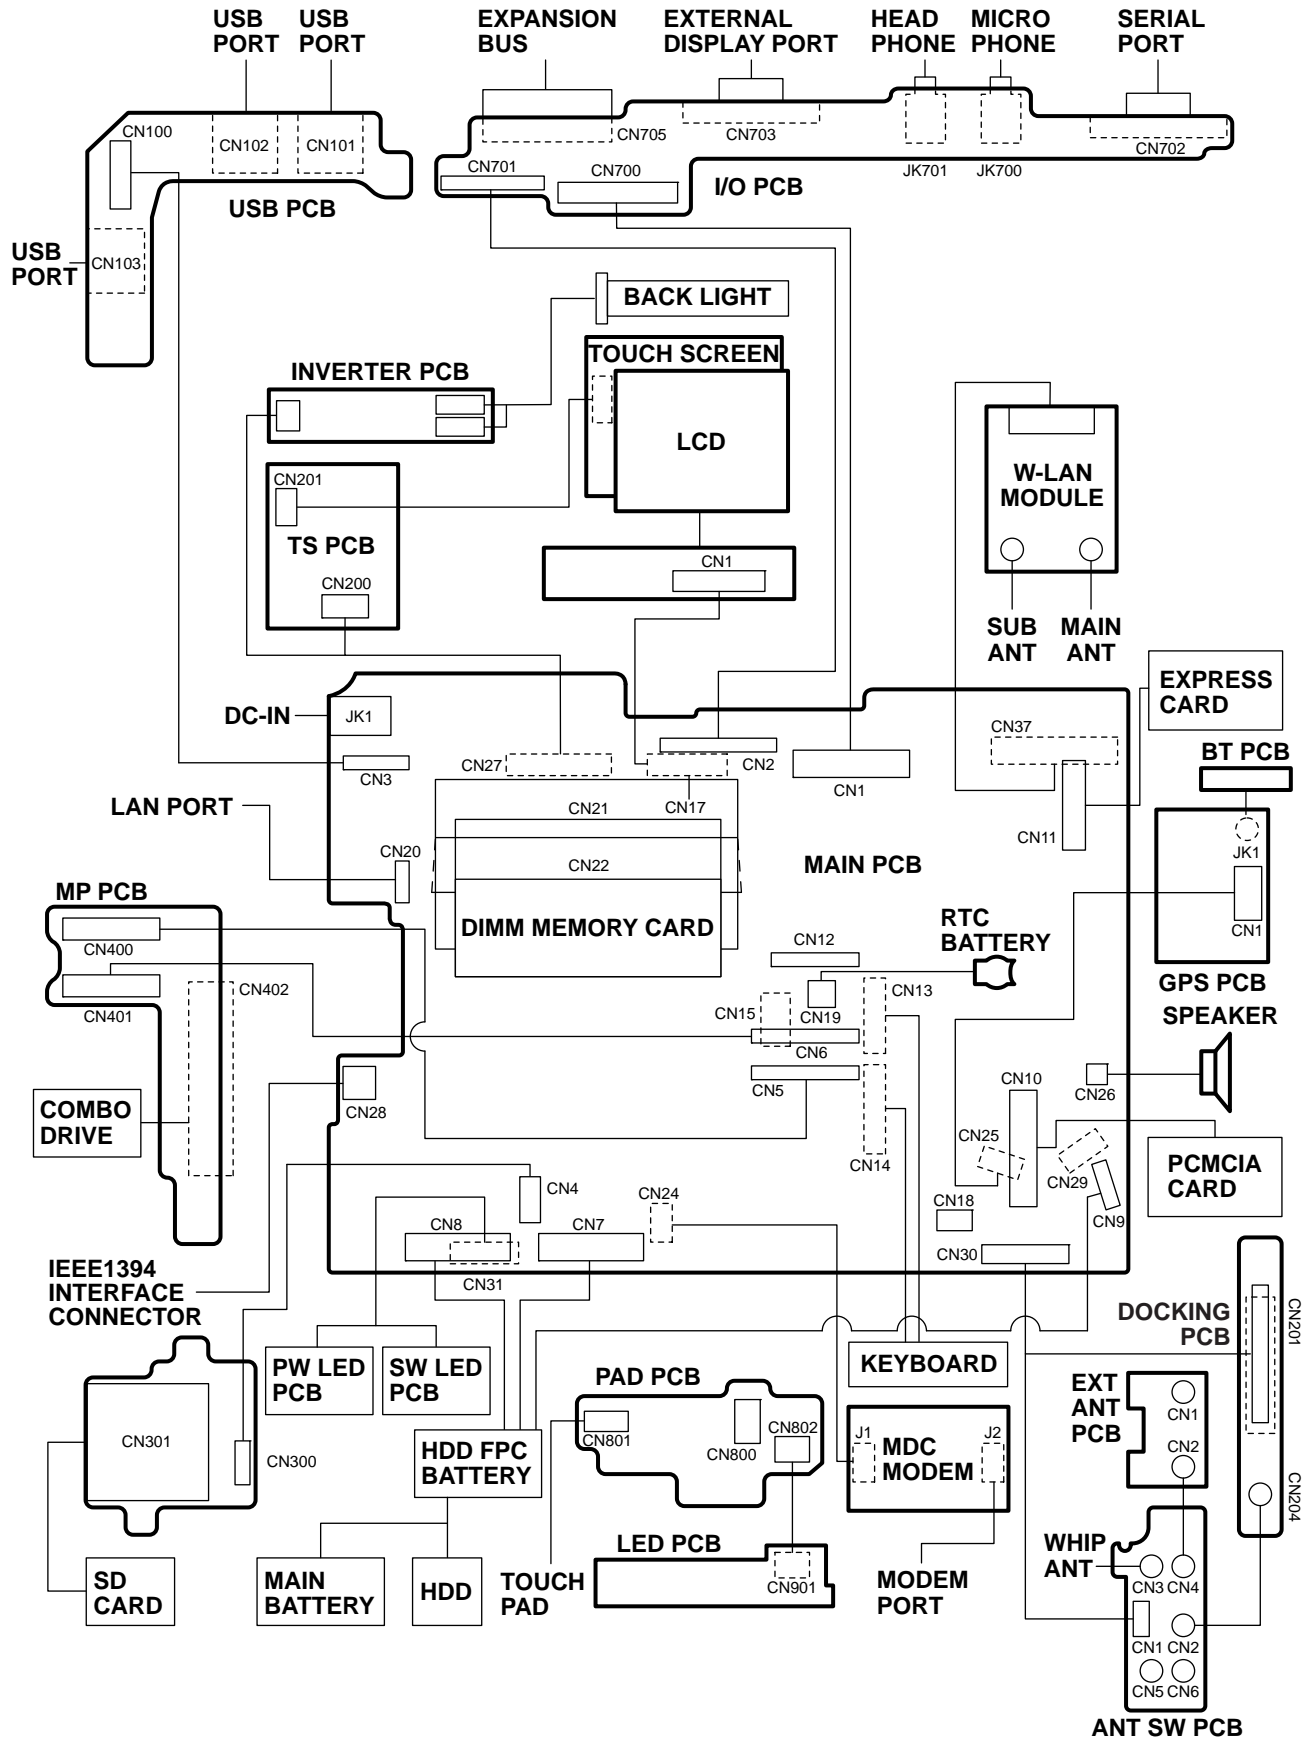 USB
PORT
USB
PORT
EXPANSION
BUS
EXTERNAL
DISPLAY PORT
HEAD
PHONE
MICRO
PHONE
SERIAL
PORT
CN100
CN102
CN101
CN705
CN703
CN702
CN701
CN700
JK701
JK700
I/O PCB
USB PCB
USB
PORT
CN103
BACK LIGHT
TOUCH SCREEN
INVERTER PCB
LCD
W-LAN
MODULE
CN201
TS PCB
CN200
CN1
SUB
ANT
MAIN
ANT
EXPRESS
CARD
DC-IN
JK1
CN37
BT PCB
CN3
CN27
CN2
CN1
CN17
LAN PORT
CN21
CN11
JK1
CN20
CN22
MAIN PCB
MP PCB
DIMM MEMORY CARD
RTC
BATTERY
CN1
CN400
CN12
GPS PCB
CN402
CN13
CN401
CN15
CN19
SPEAKER
CN6
CN5
CN10
CN26
COMBO
DRIVE
CN28
CN25
CN14
CN29
PCMCIA
CARD
CN4
CN24
CN18
CN9
CN8
CN7
CN30
CN31
IEEE1394
INTERFACE
CONNECTOR
DOCKING
PCB
CN201
PW LED
PCB
SW LED
PCB
KEYBOARD
PAD PCB
EXT
ANT
PCB
CN1
CN301
CN801
CN802
CN800
J1
MDC
MODEM
J2
CN2
CN300
HDD FPC
BATTERY
CN204
LED PCB
WHIP
ANT
SD
CARD
MAIN
BATTERY
HDD
TOUCH
PAD
CN901
MODEM
PORT
CN3
CN4
CN1
CN2
CN5
CN6
ANT SW PCB